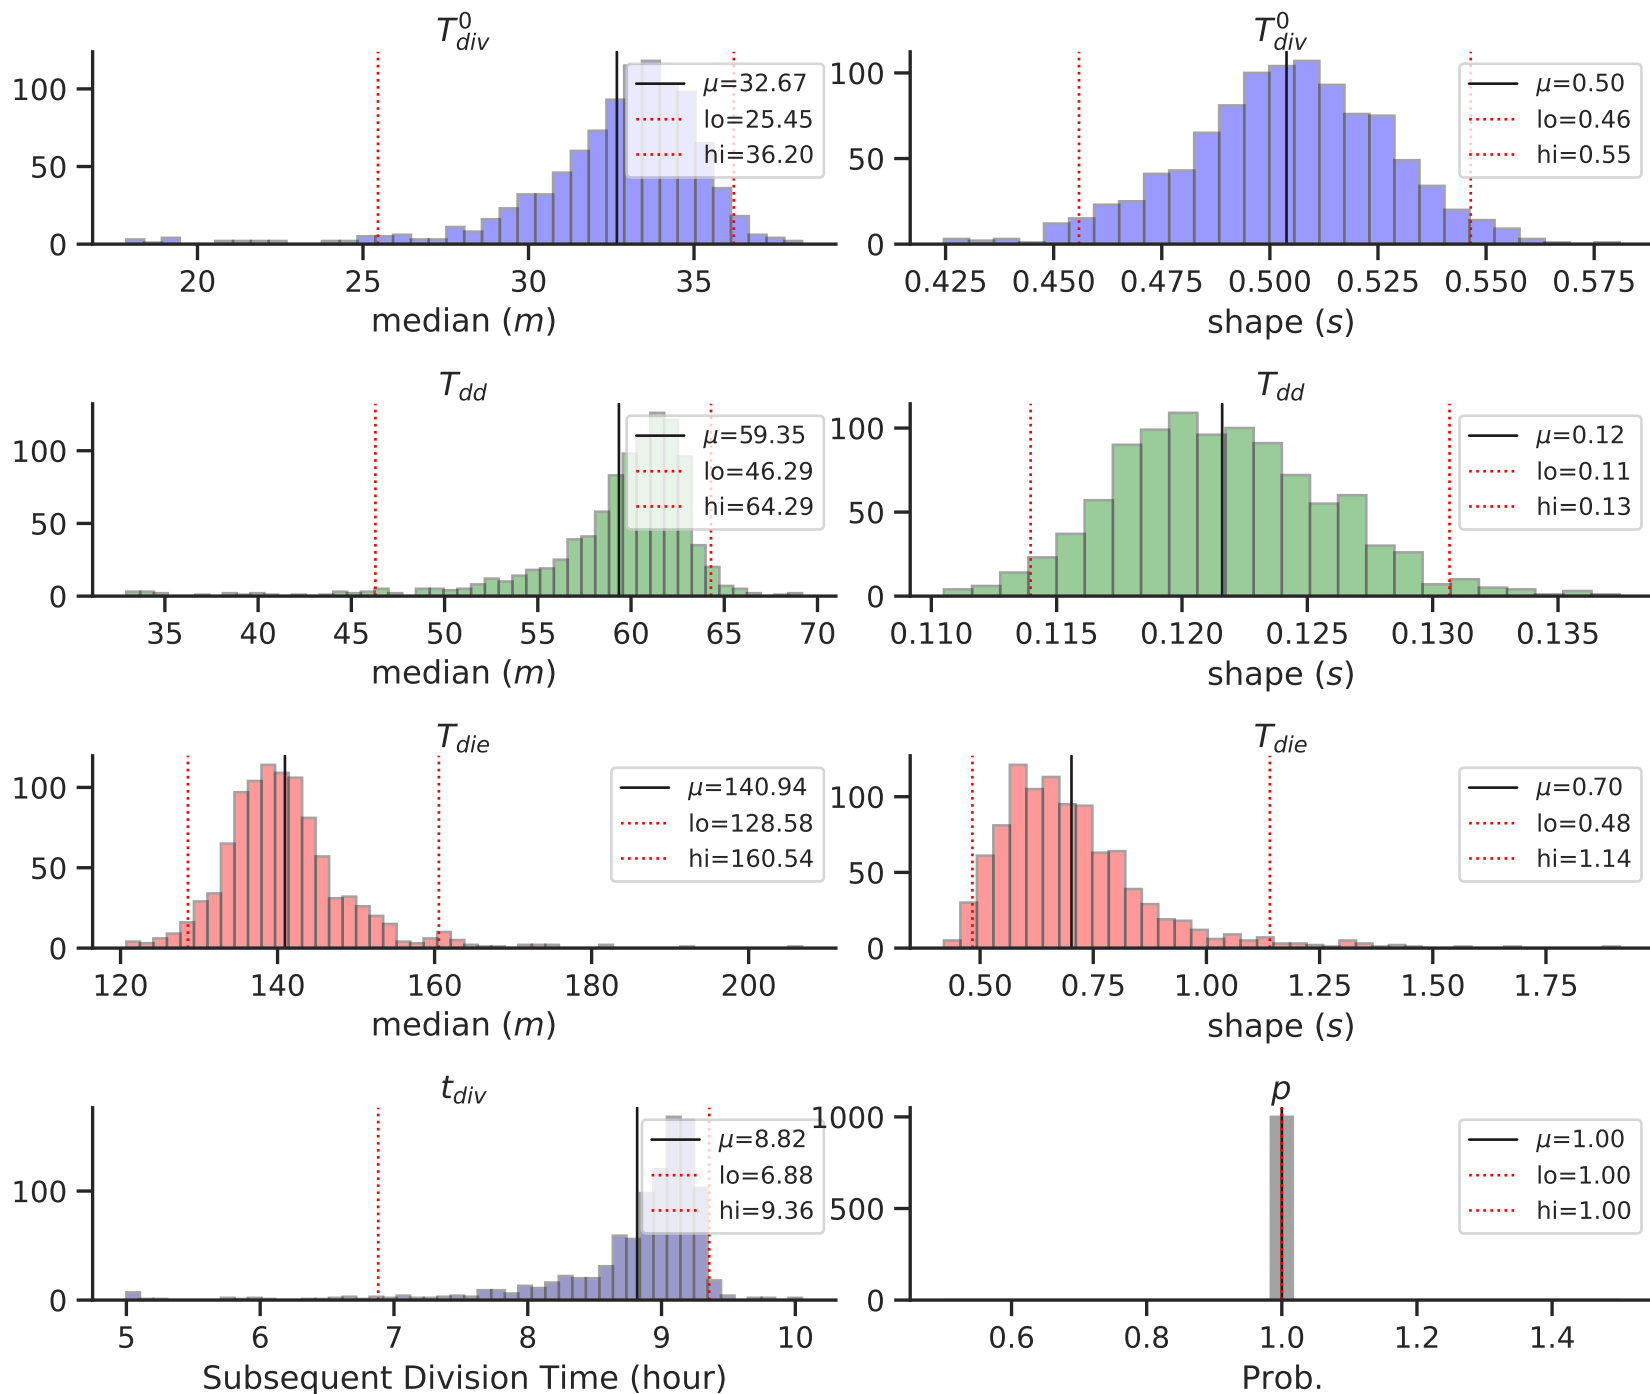 T⁰div
100
50
0
μ=32.67
lo=25.45
hi=36.20
20 25 30 35
median (m)
T⁰div
100
50
0
μ=0.50
lo=0.46
hi=0.55
0.425 0.450 0.475 0.500 0.525 0.550 0.575
shape (s)
Tdd
100
50
0
μ=59.35
lo=46.29
hi=64.29
35 40 45 50 55 60 65 70
median (m)
Tdd
100
50
0
μ=0.12
lo=0.11
hi=0.13
0.110 0.115 0.120 0.125 0.130 0.135
shape (s)
Tdie
100
50
0
μ=140.94
lo=128.58
hi=160.54
120 140 160 180 200
median (m)
Tdie
100
50
0
μ=0.70
lo=0.48
hi=1.14
0.50 0.75 1.00 1.25 1.50 1.75
shape (s)
tdiv
100
0
μ=8.82
lo=6.88
hi=9.36
5 6 7 8 9 10
Subsequent Division Time (hour)
p
1000
500
0
μ=1.00
lo=1.00
hi=1.00
0.6 0.8 1.0 1.2 1.4
Prob.